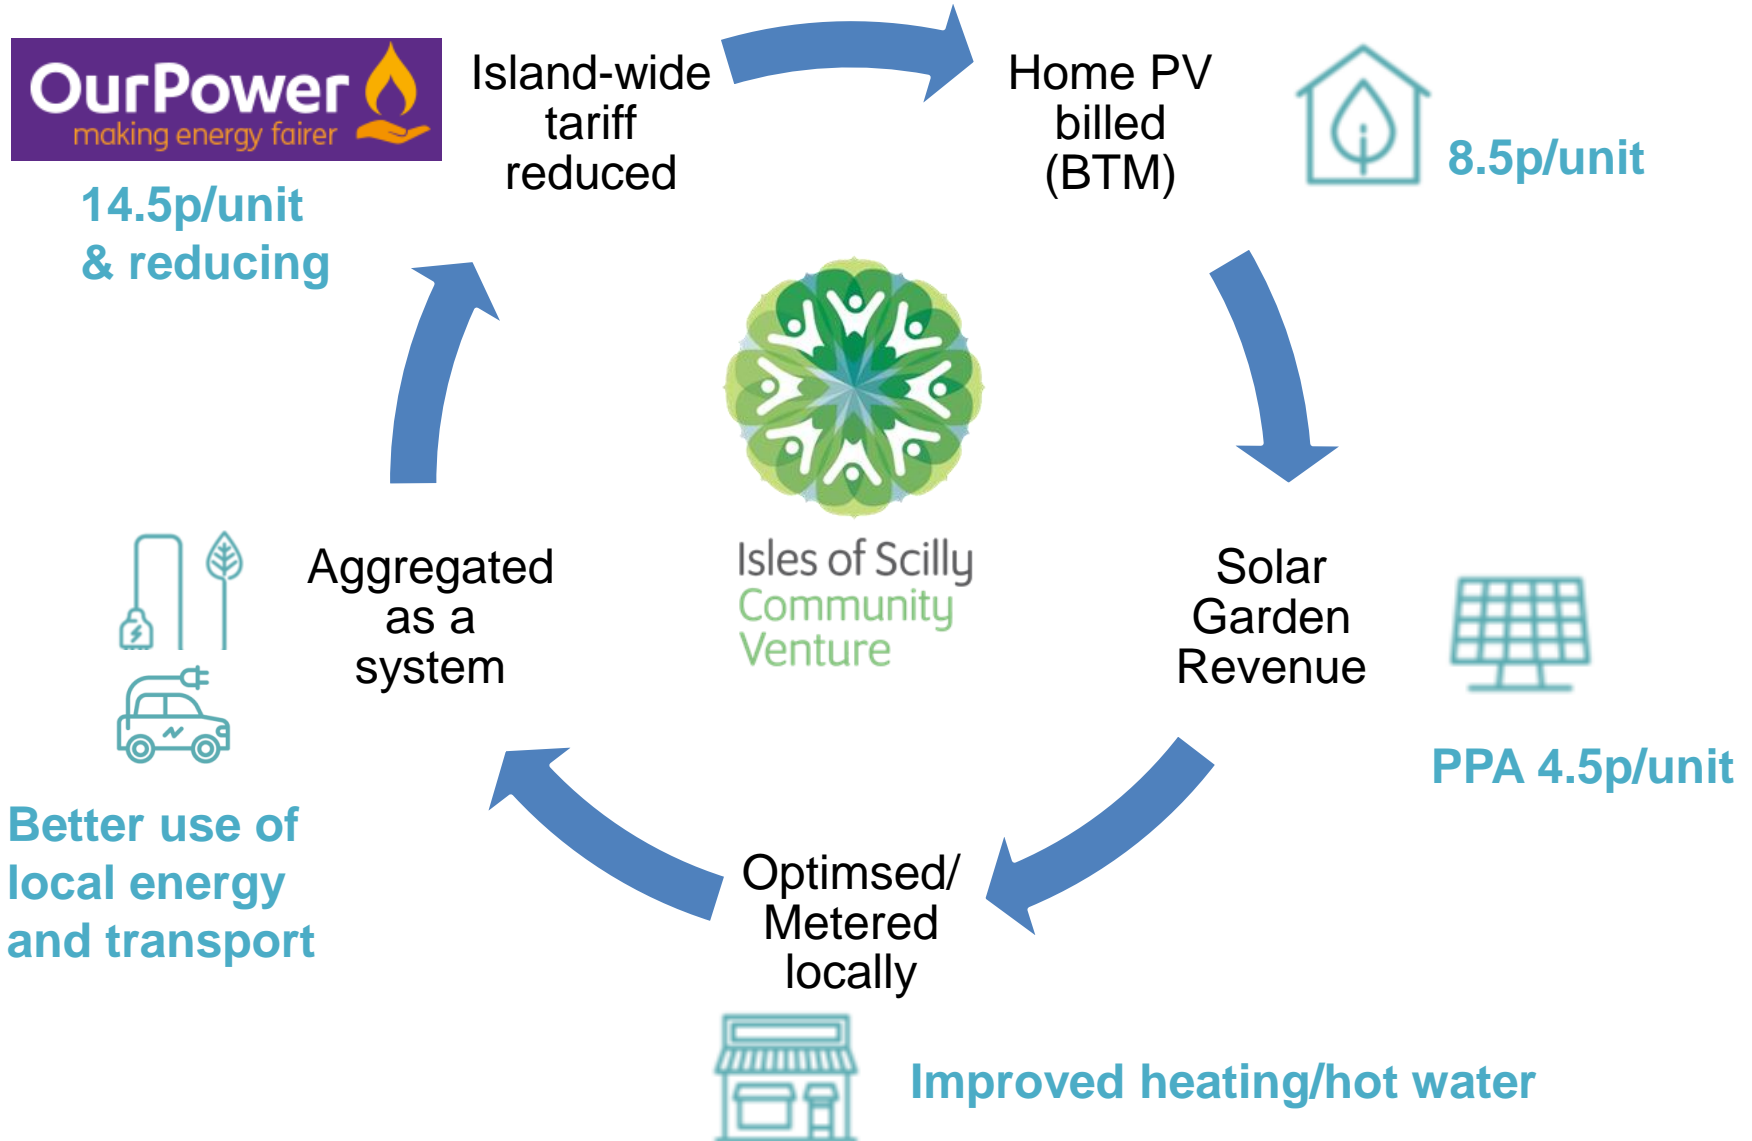 OurPower
making energy fairer
14.5p/unit
& reducing
Island-wide
tariff
reduced
Home PV
billed
(BTM)
8.5p/unit
Isles of Scilly
Community
Venture
Solar
Garden
Revenue
PPA 4.5p/unit
Optimsed/
Metered
locally
Improved heating/hot water
Aggregated
as a
system
Better use of
local energy
and transport